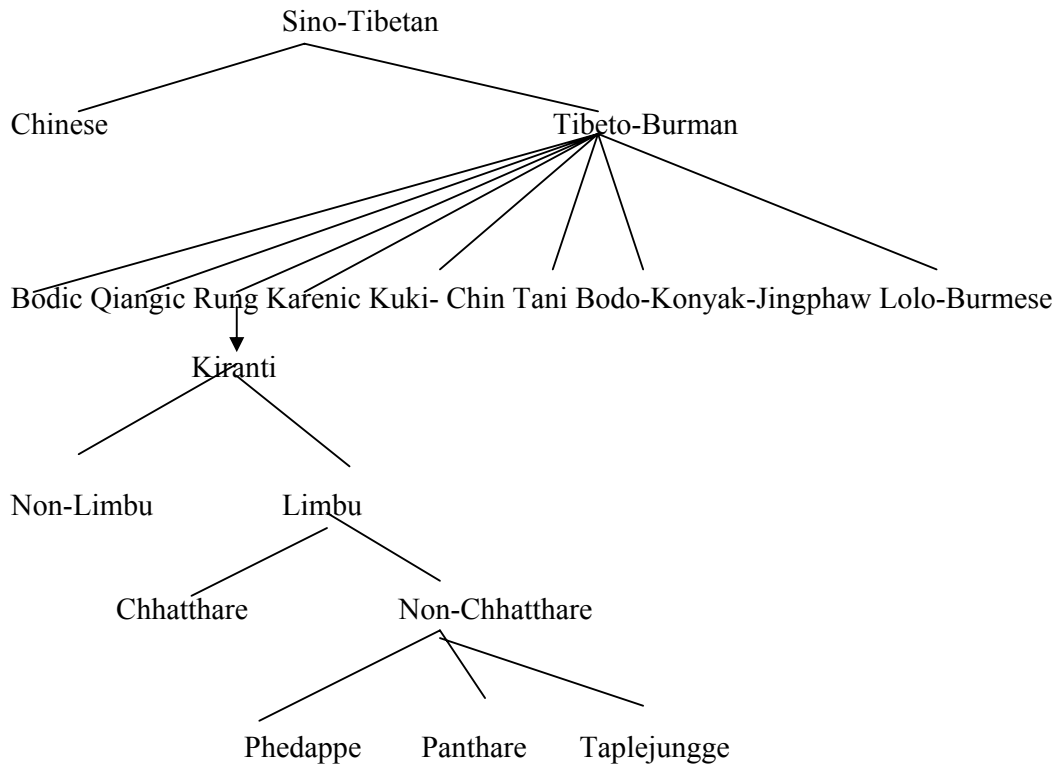 Sino-Tibetan
Chinese Tibeto-Burman
Bodic Qiangic Rung Karenic Kuki- Chin Tani Bodo-Konyak-Jingphaw Lolo-Burmese
Kiranti
Non-Limbu Limbu
Chhatthare Non-Chhatthare
Phedappe Panthare Taplejungge